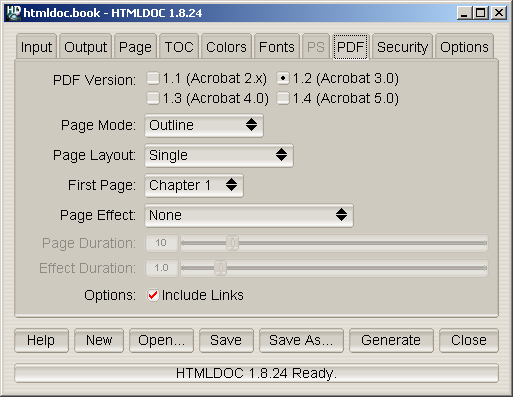 htmldoc.book - HTMLDOC 1.8.24
Input Output Page TOC Colors Fonts PS PDF Security Options
PDF Version: 1.1 (Acrobat 2.x) 1.2 (Acrobat 3.0)
1.3 (Acrobat 4.0) 1.4 (Acrobat 5.0)
Page Mode: Outline
Page Layout: Single
First Page: Chapter 1
Page Effect: None
Page Duration: 10
Effect Duration: 1.0
Options: Include Links
Help New Open... Save Save As... Generate Close
HTMLDOC 1.8.24 Ready.